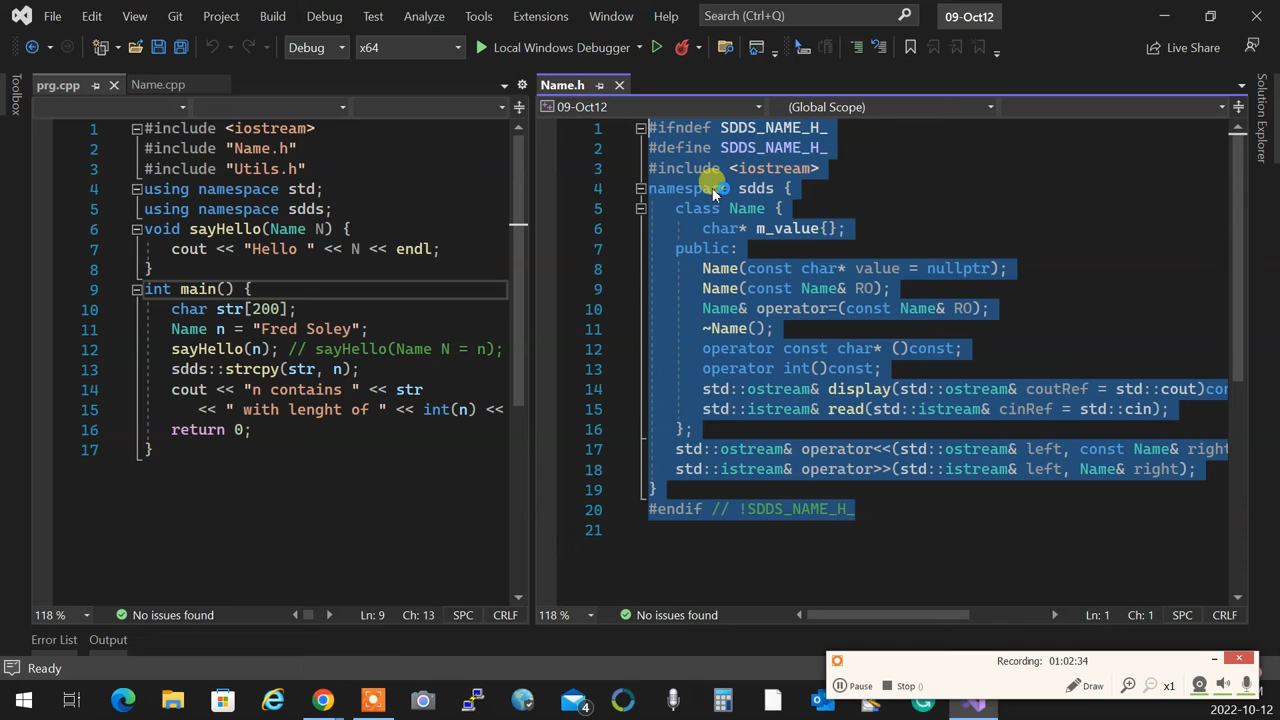 File Edit View Git Project Build Debug Test Analyze Tools Extensions Window Help Search (Ctrl+Q) 09-Oct12
Debug x64 Local Windows Debugger Live Share
Toolbox
prg.cpp Name.cpp
1 #include <iostream>
2 #include "Name.h"
3 #include "Utils.h"
4 using namespace std;
5 using namespace sdds;
6 void sayHello(Name N) {
7 cout << "Hello " << N << endl;
8 }
9 int main() {
10 char str[200];
11 Name n = "Fred Soley";
12 sayHello(n); // sayHello(Name N = n);
13 sdds::strcpy(str, n);
14 cout << "n contains " << str
15 << " with lenght of " << int(n) <<
16 return 0;
17 }
118 % No issues found Ln: 9 Ch: 13 SPC CRLF
Name.h
09-Oct12 (Global Scope)
1 #ifndef SDDS_NAME_H_
2 #define SDDS_NAME_H_
3 #include <iostream>
4 namespace sdds {
5 class Name {
6 char* m_value{};
7 public:
8 Name(const char* value = nullptr);
9 Name(const Name& RO);
10 Name& operator=(const Name& RO);
11 ~Name();
12 operator const char* ()const;
13 operator int()const;
14 std::ostream& display(std::ostream& coutRef = std::cout)con
15 std::istream& read(std::istream& cinRef = std::cin);
16 };
17 std::ostream& operator<<(std::ostream& left, const Name& right
18 std::istream& operator>>(std::istream& left, Name& right);
19 }
20 #endif // !SDDS_NAME_H_
21
118 % No issues found Ln: 1 Ch: 1 SPC CRLF
Solution Explorer
Error List Output
Ready
Recording: 01:02:34
Pause Stop () Draw x1
4
2022-10-12